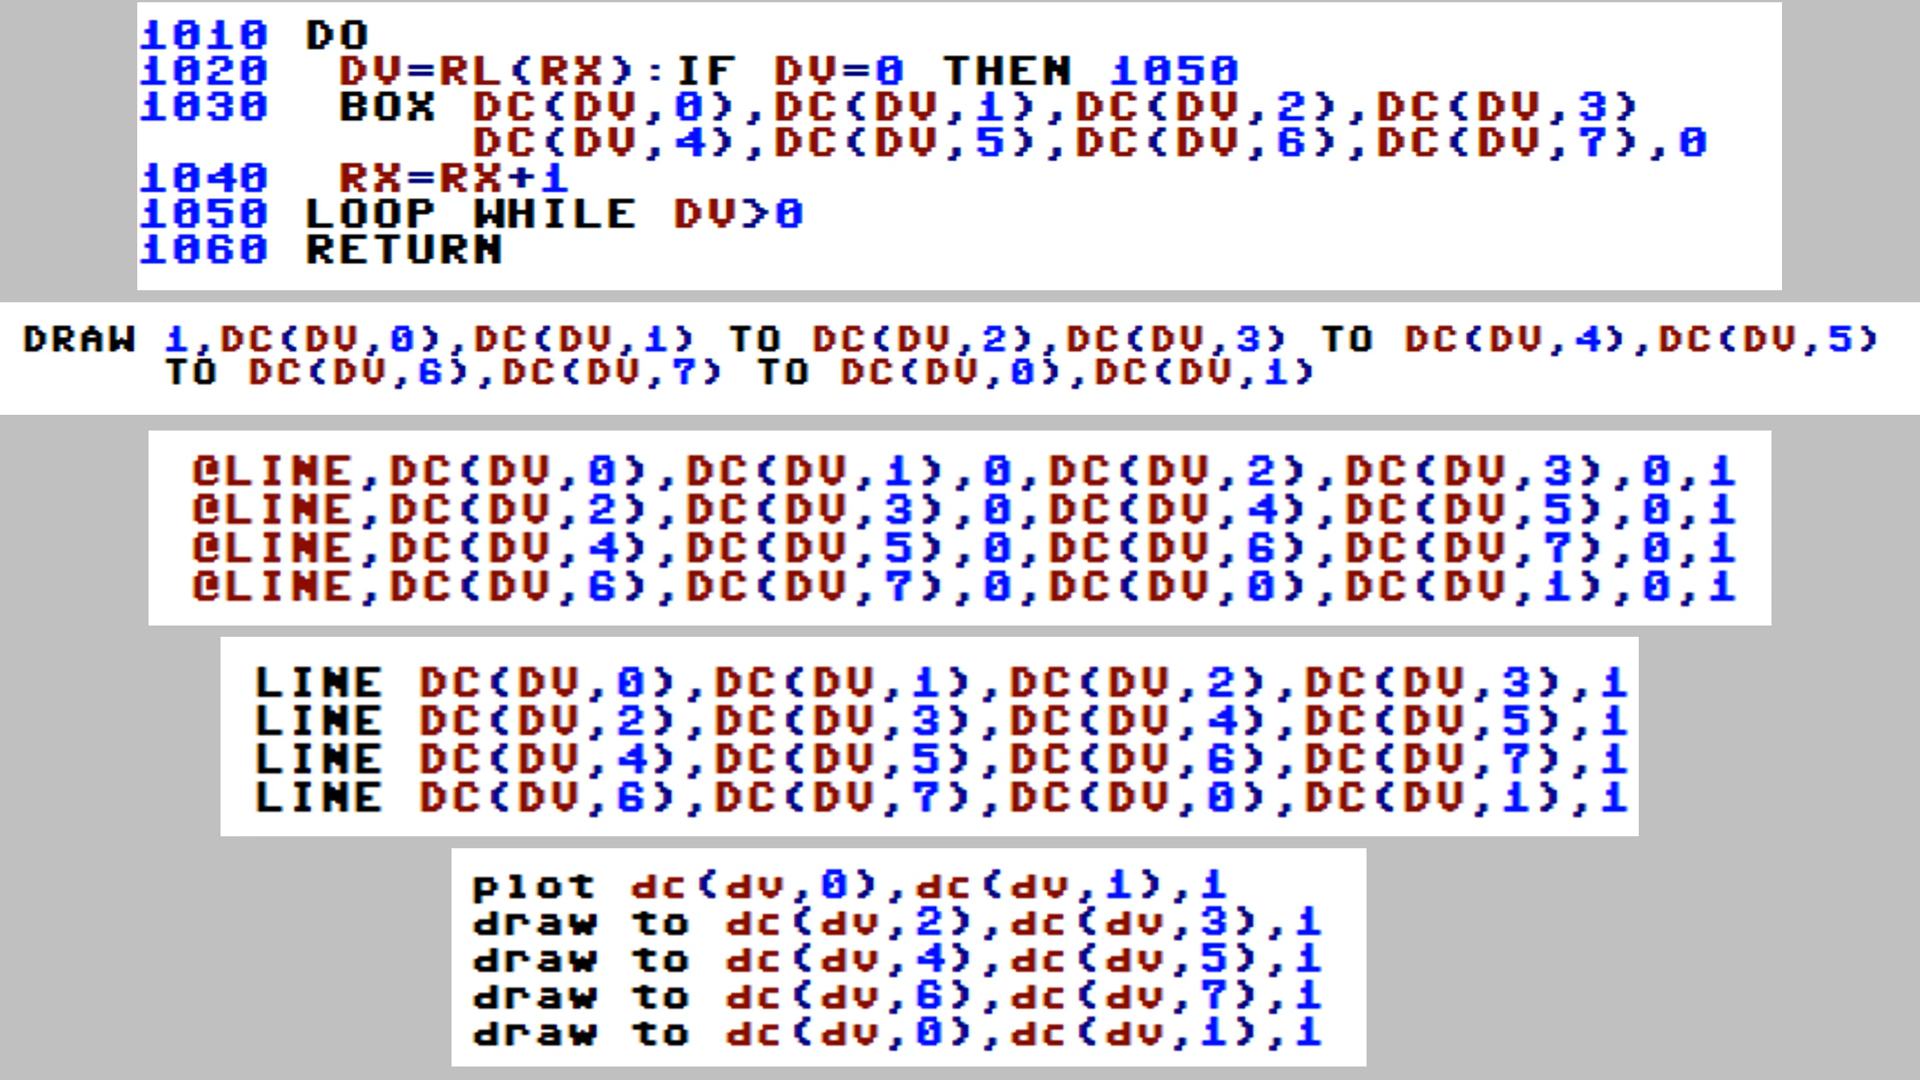 1010 DO
1020 DV=RL(RX):IF DV=0 THEN 1050
1030 BOX DC(DV,0),DC(DV,1),DC(DV,2),DC(DV,3)
DC(DV,4),DC(DV,5),DC(DV,6),DC(DV,7),0
1040 RX=RX+1
1050 LOOP WHILE DV>0
1060 RETURN
DRAW 1,DC(DV,0),DC(DV,1) TO DC(DV,2),DC(DV,3) TO DC(DV,4),DC(DV,5)
TO DC(DV,6),DC(DV,7) TO DC(DV,0),DC(DV,1)
@LINE,DC(DV,0),DC(DV,1),0,DC(DV,2),DC(DV,3),0,1
@LINE,DC(DV,2),DC(DV,3),0,DC(DV,4),DC(DV,5),0,1
@LINE,DC(DV,4),DC(DV,5),0,DC(DV,6),DC(DV,7),0,1
@LINE,DC(DV,6),DC(DV,7),0,DC(DV,0),DC(DV,1),0,1
LINE DC(DV,0),DC(DV,1),DC(DV,2),DC(DV,3),1
LINE DC(DV,2),DC(DV,3),DC(DV,4),DC(DV,5),1
LINE DC(DV,4),DC(DV,5),DC(DV,6),DC(DV,7),1
LINE DC(DV,6),DC(DV,7),DC(DV,0),DC(DV,1),1
plot dc(dv,0),dc(dv,1),1
draw to dc(dv,2),dc(dv,3),1
draw to dc(dv,4),dc(dv,5),1
draw to dc(dv,6),dc(dv,7),1
draw to dc(dv,0),dc(dv,1),1